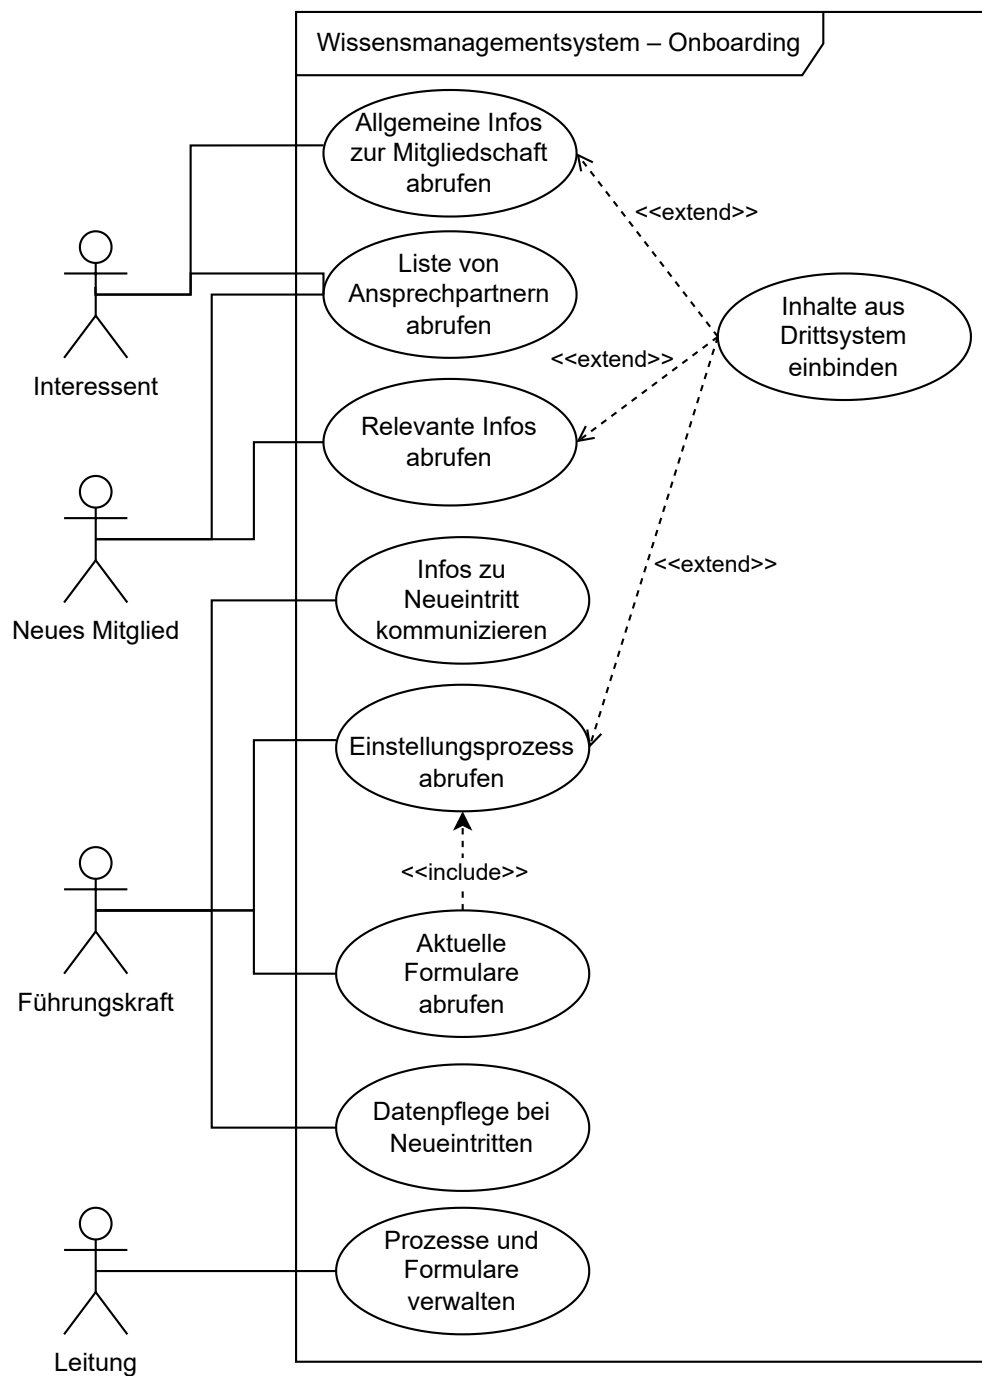 Wissensmanagementsystem – Onboarding
Allgemeine Infos
zur Mitgliedschaft
abrufen
<<extend>>
Liste von
Ansprechpartnern
abrufen
Inhalte aus
Drittsystem
einbinden
Interessent
<<extend>>
Relevante Infos
abrufen
<<extend>>
Neues Mitglied
Infos zu
Neueintritt
kommunizieren
Einstellungsprozess
abrufen
<<include>>
Führungskraft
Aktuelle
Formulare
abrufen
Datenpflege bei
Neueintritten
Prozesse und
Formulare
verwalten
Leitung